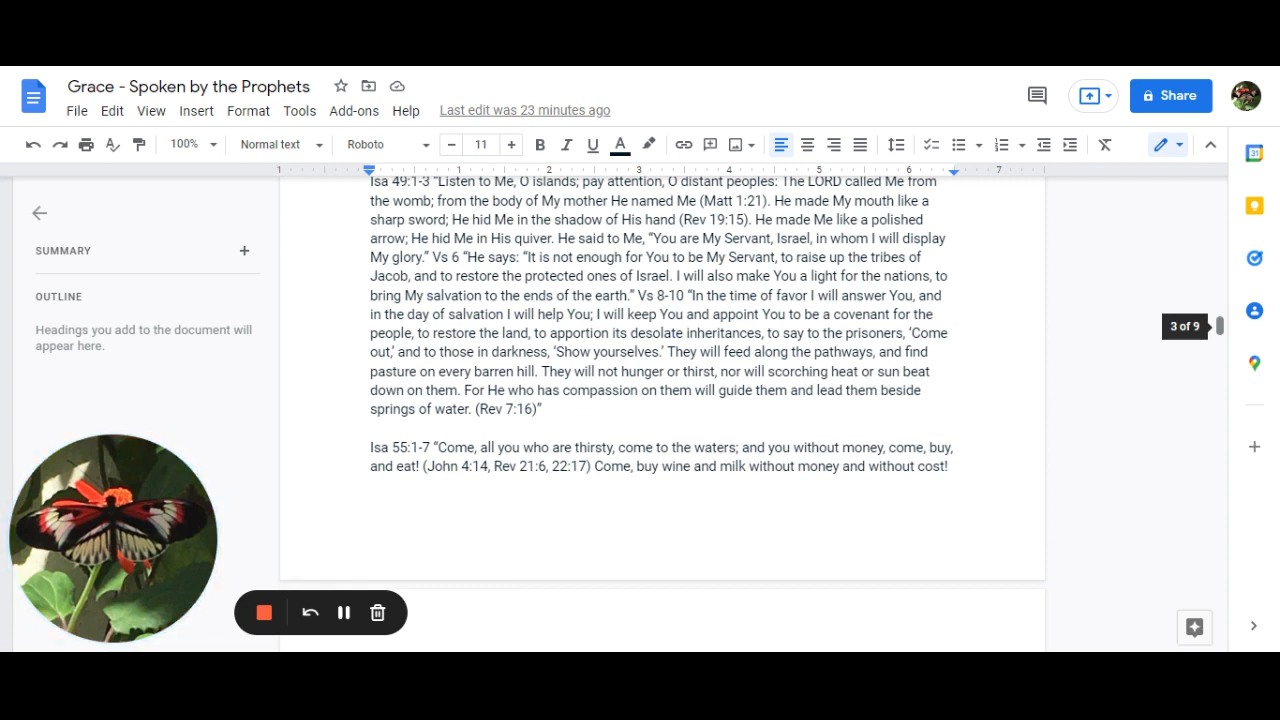 Grace - Spoken by the Prophets
File Edit View Insert Format Tools Add-ons Help Last edit was 23 minutes ago
Share
100% Normal text Roboto 11
1 1 2 3 4 5 6 7
31
SUMMARY
OUTLINE
Headings you add to the document will
appear here.
Isa 49:1-3 “Listen to Me, O islands; pay attention, O distant peoples: The LORD called Me from
the womb; from the body of My mother He named Me (Matt 1:21). He made My mouth like a
sharp sword; He hid Me in the shadow of His hand (Rev 19:15). He made Me like a polished
arrow; He hid Me in His quiver. He said to Me, “You are My Servant, Israel, in whom I will display
My glory.” Vs 6 “He says: “It is not enough for You to be My Servant, to raise up the tribes of
Jacob, and to restore the protected ones of Israel. I will also make You a light for the nations, to
bring My salvation to the ends of the earth.” Vs 8-10 “In the time of favor I will answer You, and
in the day of salvation I will help You; I will keep You and appoint You to be a covenant for the
people, to restore the land, to apportion its desolate inheritances, to say to the prisoners, ‘Come
out,’ and to those in darkness, ‘Show yourselves.’ They will feed along the pathways, and find
pasture on every barren hill. They will not hunger or thirst, nor will scorching heat or sun beat
down on them. For He who has compassion on them will guide them and lead them beside
springs of water. (Rev 7:16)”
Isa 55:1-7 “Come, all you who are thirsty, come to the waters; and you without money, come, buy,
and eat! (John 4:14, Rev 21:6, 22:17) Come, buy wine and milk without money and without cost!
3 of 9